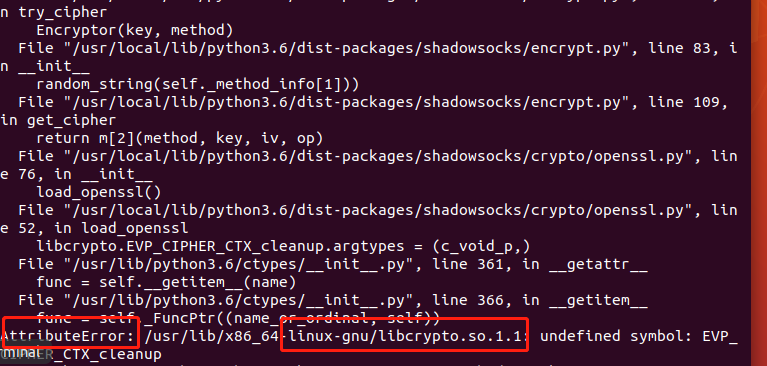 n try_cipher
    Encryptor(key, method)
  File "/usr/local/lib/python3.6/dist-packages/shadowsocks/encrypt.py", line 83, i
n __init__
    random_string(self._method_info[1]))
  File "/usr/local/lib/python3.6/dist-packages/shadowsocks/encrypt.py", line 109,
in get_cipher
    return m[2](method, key, iv, op)
  File "/usr/local/lib/python3.6/dist-packages/shadowsocks/crypto/openssl.py", lin
e 76, in __init__
    load_openssl()
  File "/usr/local/lib/python3.6/dist-packages/shadowsocks/crypto/openssl.py", lin
e 52, in load_openssl
    libcrypto.EVP_CIPHER_CTX_cleanup.argtypes = (c_void_p,)
  File "/usr/lib/python3.6/ctypes/__init__.py", line 361, in __getattr__
    func = self.__getitem__(name)
  File "/usr/lib/python3.6/ctypes/__init__.py", line 366, in __getitem__
    func = self._FuncPtr((name_or_ordinal, self))
AttributeError: /usr/lib/x86_64-linux-gnu/libcrypto.so.1.1: undefined symbol: EVP_
minal HER_CTX_cleanup